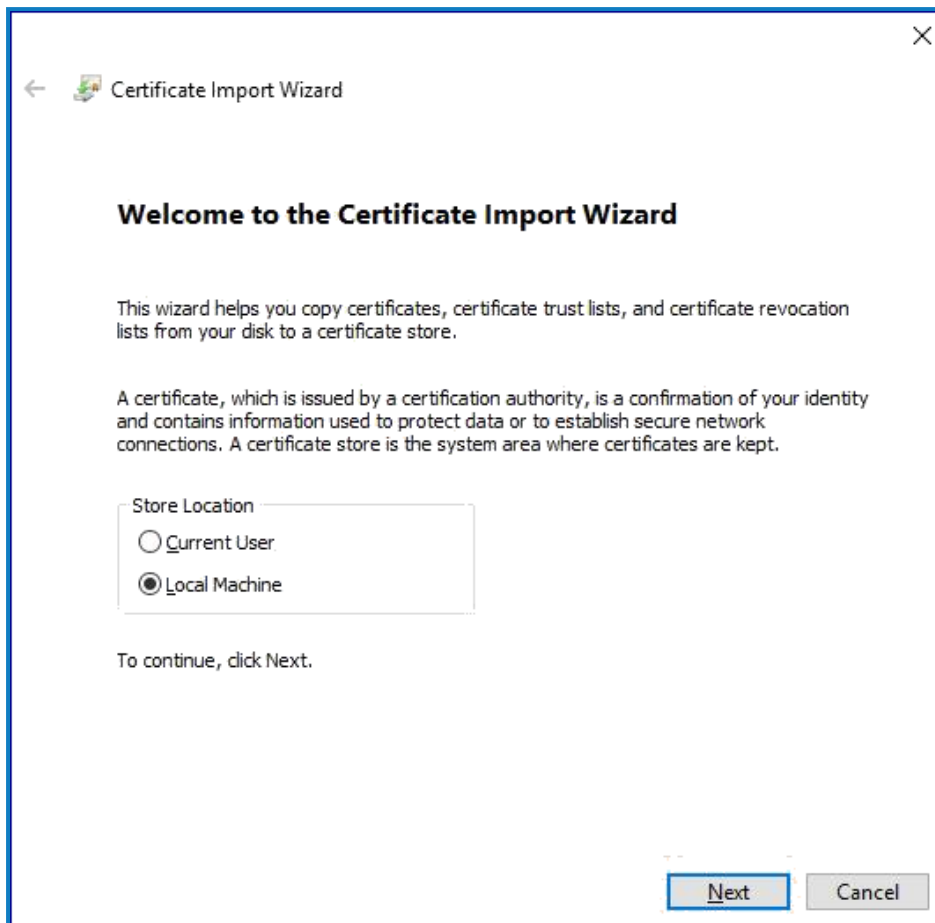 Certificate Import Wizard
Welcome to the Certificate Import Wizard
This wizard helps you copy certificates, certificate trust lists, and certificate revocation
lists from your disk to a certificate store.
A certificate, which is issued by a certification authority, is a confirmation of your identity
and contains information used to protect data or to establish secure network
connections. A certificate store is the system area where certificates are kept.
Store Location
Current User
Local Machine
To continue, click Next.
Next
Cancel